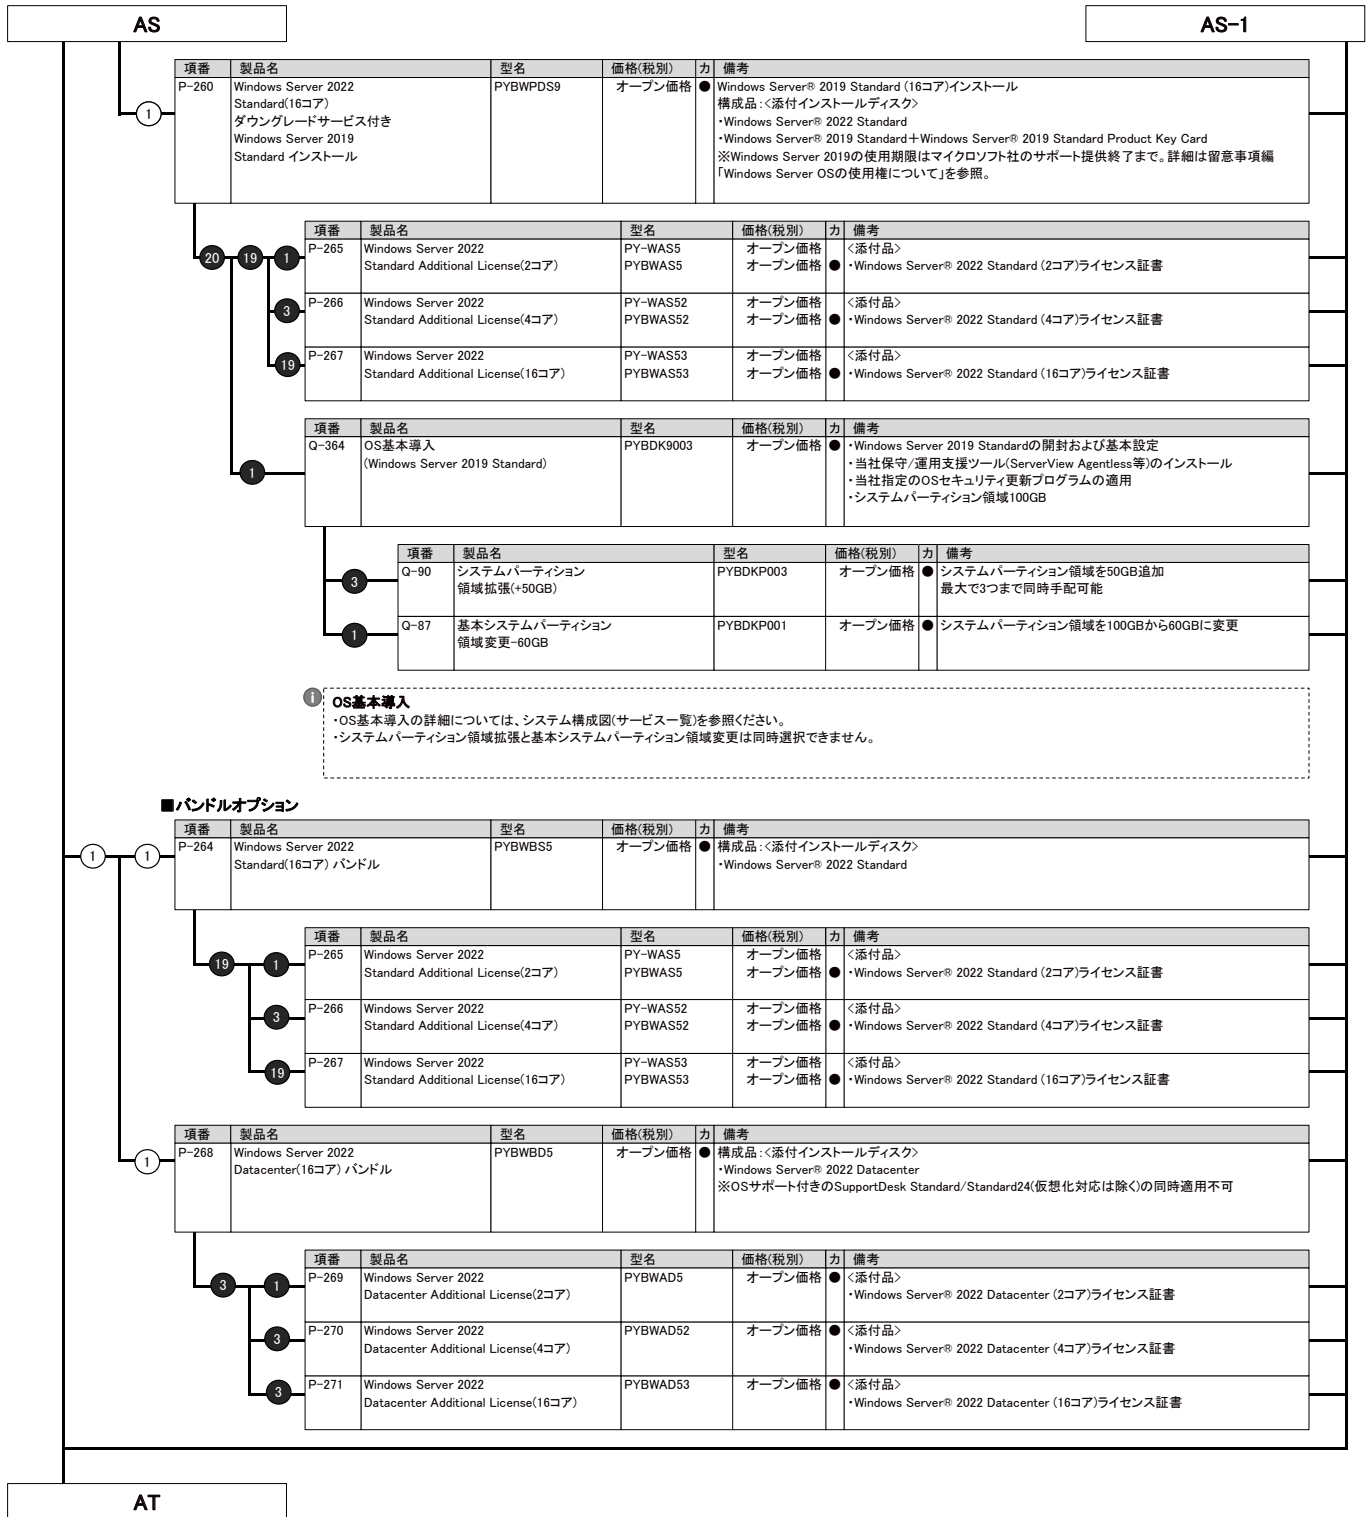 AS
AS-1
項番 製品名 型名 価格(税別) カ 備考
P-260 Windows Server 2022 PYBWPDS9 オープン価格 ● Windows Server® 2019 Standard (16コア)インストール
Standard(16コア) 構成品：<添付インストールディスク>
ダウングレードサービス付き ・Windows Server® 2022 Standard
Windows Server 2019 ・Windows Server® 2019 Standard＋Windows Server® 2019 Standard Product Key Card
Standard インストール ※Windows Server 2019の使用期限はマイクロソフト社のサポート提供終了まで。詳細は留意事項編
「Windows Server OSの使用権について」を参照。
1
項番 製品名 型名 価格(税別) カ 備考
20 19 1 P-265 Windows Server 2022 PY-WAS5 オープン価格 <添付品>
Standard Additional License(2コア) PYBWAS5 オープン価格 ● ・Windows Server® 2022 Standard (2コア)ライセンス証書
3 P-266 Windows Server 2022 PY-WAS52 オープン価格 <添付品>
Standard Additional License(4コア) PYBWAS52 オープン価格 ● ・Windows Server® 2022 Standard (4コア)ライセンス証書
19 P-267 Windows Server 2022 PY-WAS53 オープン価格 <添付品>
Standard Additional License(16コア) PYBWAS53 オープン価格 ● ・Windows Server® 2022 Standard (16コア)ライセンス証書
項番 製品名 型名 価格(税別) カ 備考
Q-364 OS基本導入 PYBDK9003 オープン価格 ● ・Windows Server 2019 Standardの開封および基本設定
(Windows Server 2019 Standard) ・当社保守/運用支援ツール(ServerView Agentless等)のインストール
1 ・当社指定のOSセキュリティ更新プログラムの適用
・システムパーティション領域100GB
項番 製品名 型名 価格(税別) カ 備考
3 Q-90 システムパーティション PYBDKP003 オープン価格 ● システムパーティション領域を50GB追加
領域拡張(+50GB) 最大で3つまで同時手配可能
1 Q-87 基本システムパーティション PYBDKP001 オープン価格 ● システムパーティション領域を100GBから60GBに変更
領域変更-60GB
i OS基本導入
・OS基本導入の詳細については、システム構成図(サービス一覧)を参照ください。
・システムパーティション領域拡張と基本システムパーティション領域変更は同時選択できません。
■バンドルオプション
項番 製品名 型名 価格(税別) カ 備考
1 1 P-264 Windows Server 2022 PYBWBS5 オープン価格 ● 構成品：<添付インストールディスク>
Standard(16コア) バンドル ・Windows Server® 2022 Standard
項番 製品名 型名 価格(税別) カ 備考
19 1 P-265 Windows Server 2022 PY-WAS5 オープン価格 <添付品>
Standard Additional License(2コア) PYBWAS5 オープン価格 ● ・Windows Server® 2022 Standard (2コア)ライセンス証書
3 P-266 Windows Server 2022 PY-WAS52 オープン価格 <添付品>
Standard Additional License(4コア) PYBWAS52 オープン価格 ● ・Windows Server® 2022 Standard (4コア)ライセンス証書
19 P-267 Windows Server 2022 PY-WAS53 オープン価格 <添付品>
Standard Additional License(16コア) PYBWAS53 オープン価格 ● ・Windows Server® 2022 Standard (16コア)ライセンス証書
項番 製品名 型名 価格(税別) カ 備考
1 P-268 Windows Server 2022 PYBWBD5 オープン価格 ● 構成品：<添付インストールディスク>
Datacenter(16コア) バンドル ・Windows Server® 2022 Datacenter
※OSサポート付きのSupportDesk Standard/Standard24(仮想化対応は除く)の同時適用不可
項番 製品名 型名 価格(税別) カ 備考
3 1 P-269 Windows Server 2022 PYBWAD5 オープン価格 ● <添付品>
Datacenter Additional License(2コア) ・Windows Server® 2022 Datacenter (2コア)ライセンス証書
3 P-270 Windows Server 2022 PYBWAD52 オープン価格 ● <添付品>
Datacenter Additional License(4コア) ・Windows Server® 2022 Datacenter (4コア)ライセンス証書
3 P-271 Windows Server 2022 PYBWAD53 オープン価格 ● <添付品>
Datacenter Additional License(16コア) ・Windows Server® 2022 Datacenter (16コア)ライセンス証書
AT